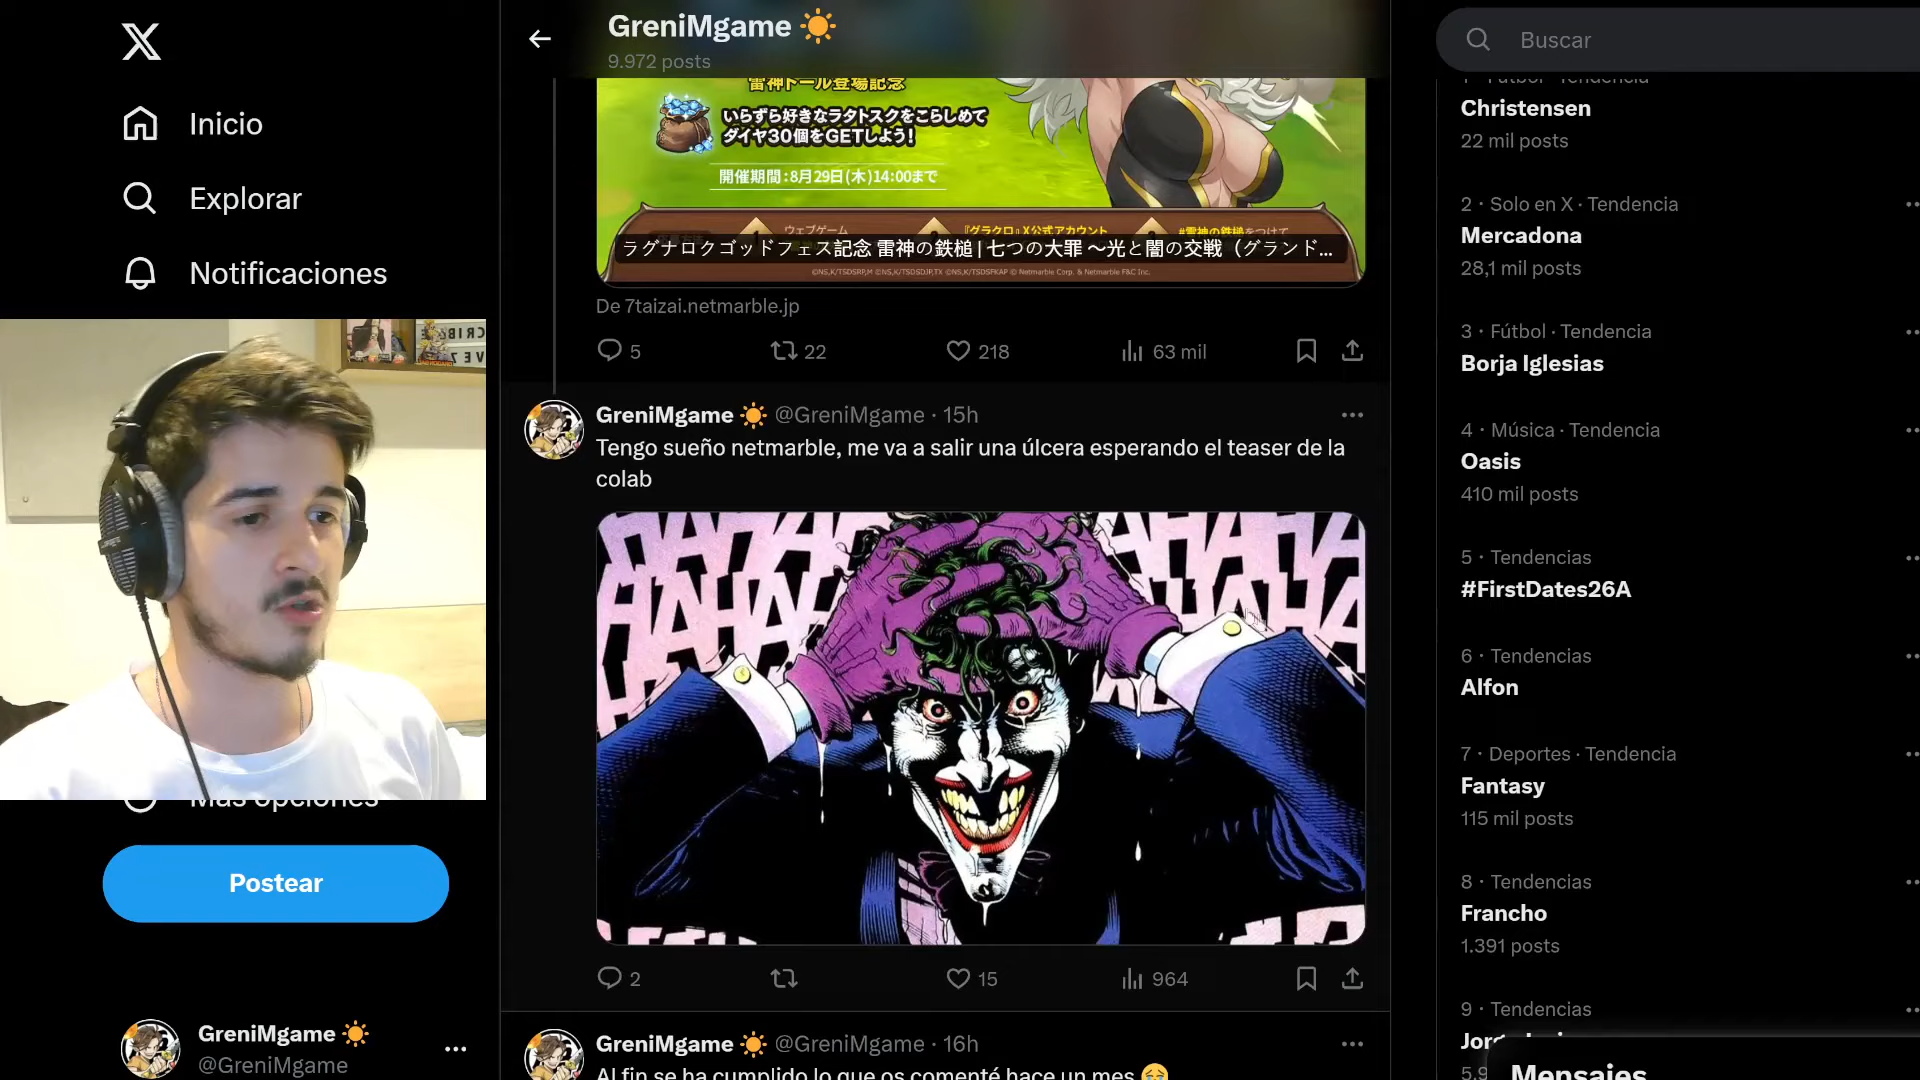 GreniMgame
9.972 posts
Buscar
Inicio
Explorar
Notificaciones
Más opciones
Postear
GreniMgame
@GreniMgame
雷神トール登場記念
いらずら好きなラタトスクをこらしめて
ダイヤ30個をGETしよう!
開催期間:8月29日(木)14:00まで
ウェブゲーム
『グラクロ』X公式アカウント
#雷神の鉄槌をつけて
ラグナロクゴッドフェス記念 雷神の鉄槌 | 七つの大罪 〜光と闇の交戦（グランド...
De 7taizai.netmarble.jp
5
22
218
63 mil
GreniMgame @GreniMgame · 15h
Tengo sueño netmarble, me va a salir una úlcera esperando el teaser de la
colab
HAHAHA
2
15
964
GreniMgame @GreniMgame · 16h
Al fin se ha cumplido lo que os comenté hace un mes
1 · Fútbol · Tendencia
Christensen
22 mil posts
2 · Solo en X · Tendencia
Mercadona
28,1 mil posts
3 · Fútbol · Tendencia
Borja Iglesias
4 · Música · Tendencia
Oasis
410 mil posts
5 · Tendencias
#FirstDates26A
6 · Tendencias
Alfon
7 · Deportes · Tendencia
Fantasy
115 mil posts
8 · Tendencias
Francho
1.391 posts
9 · Tendencias
Mensajes